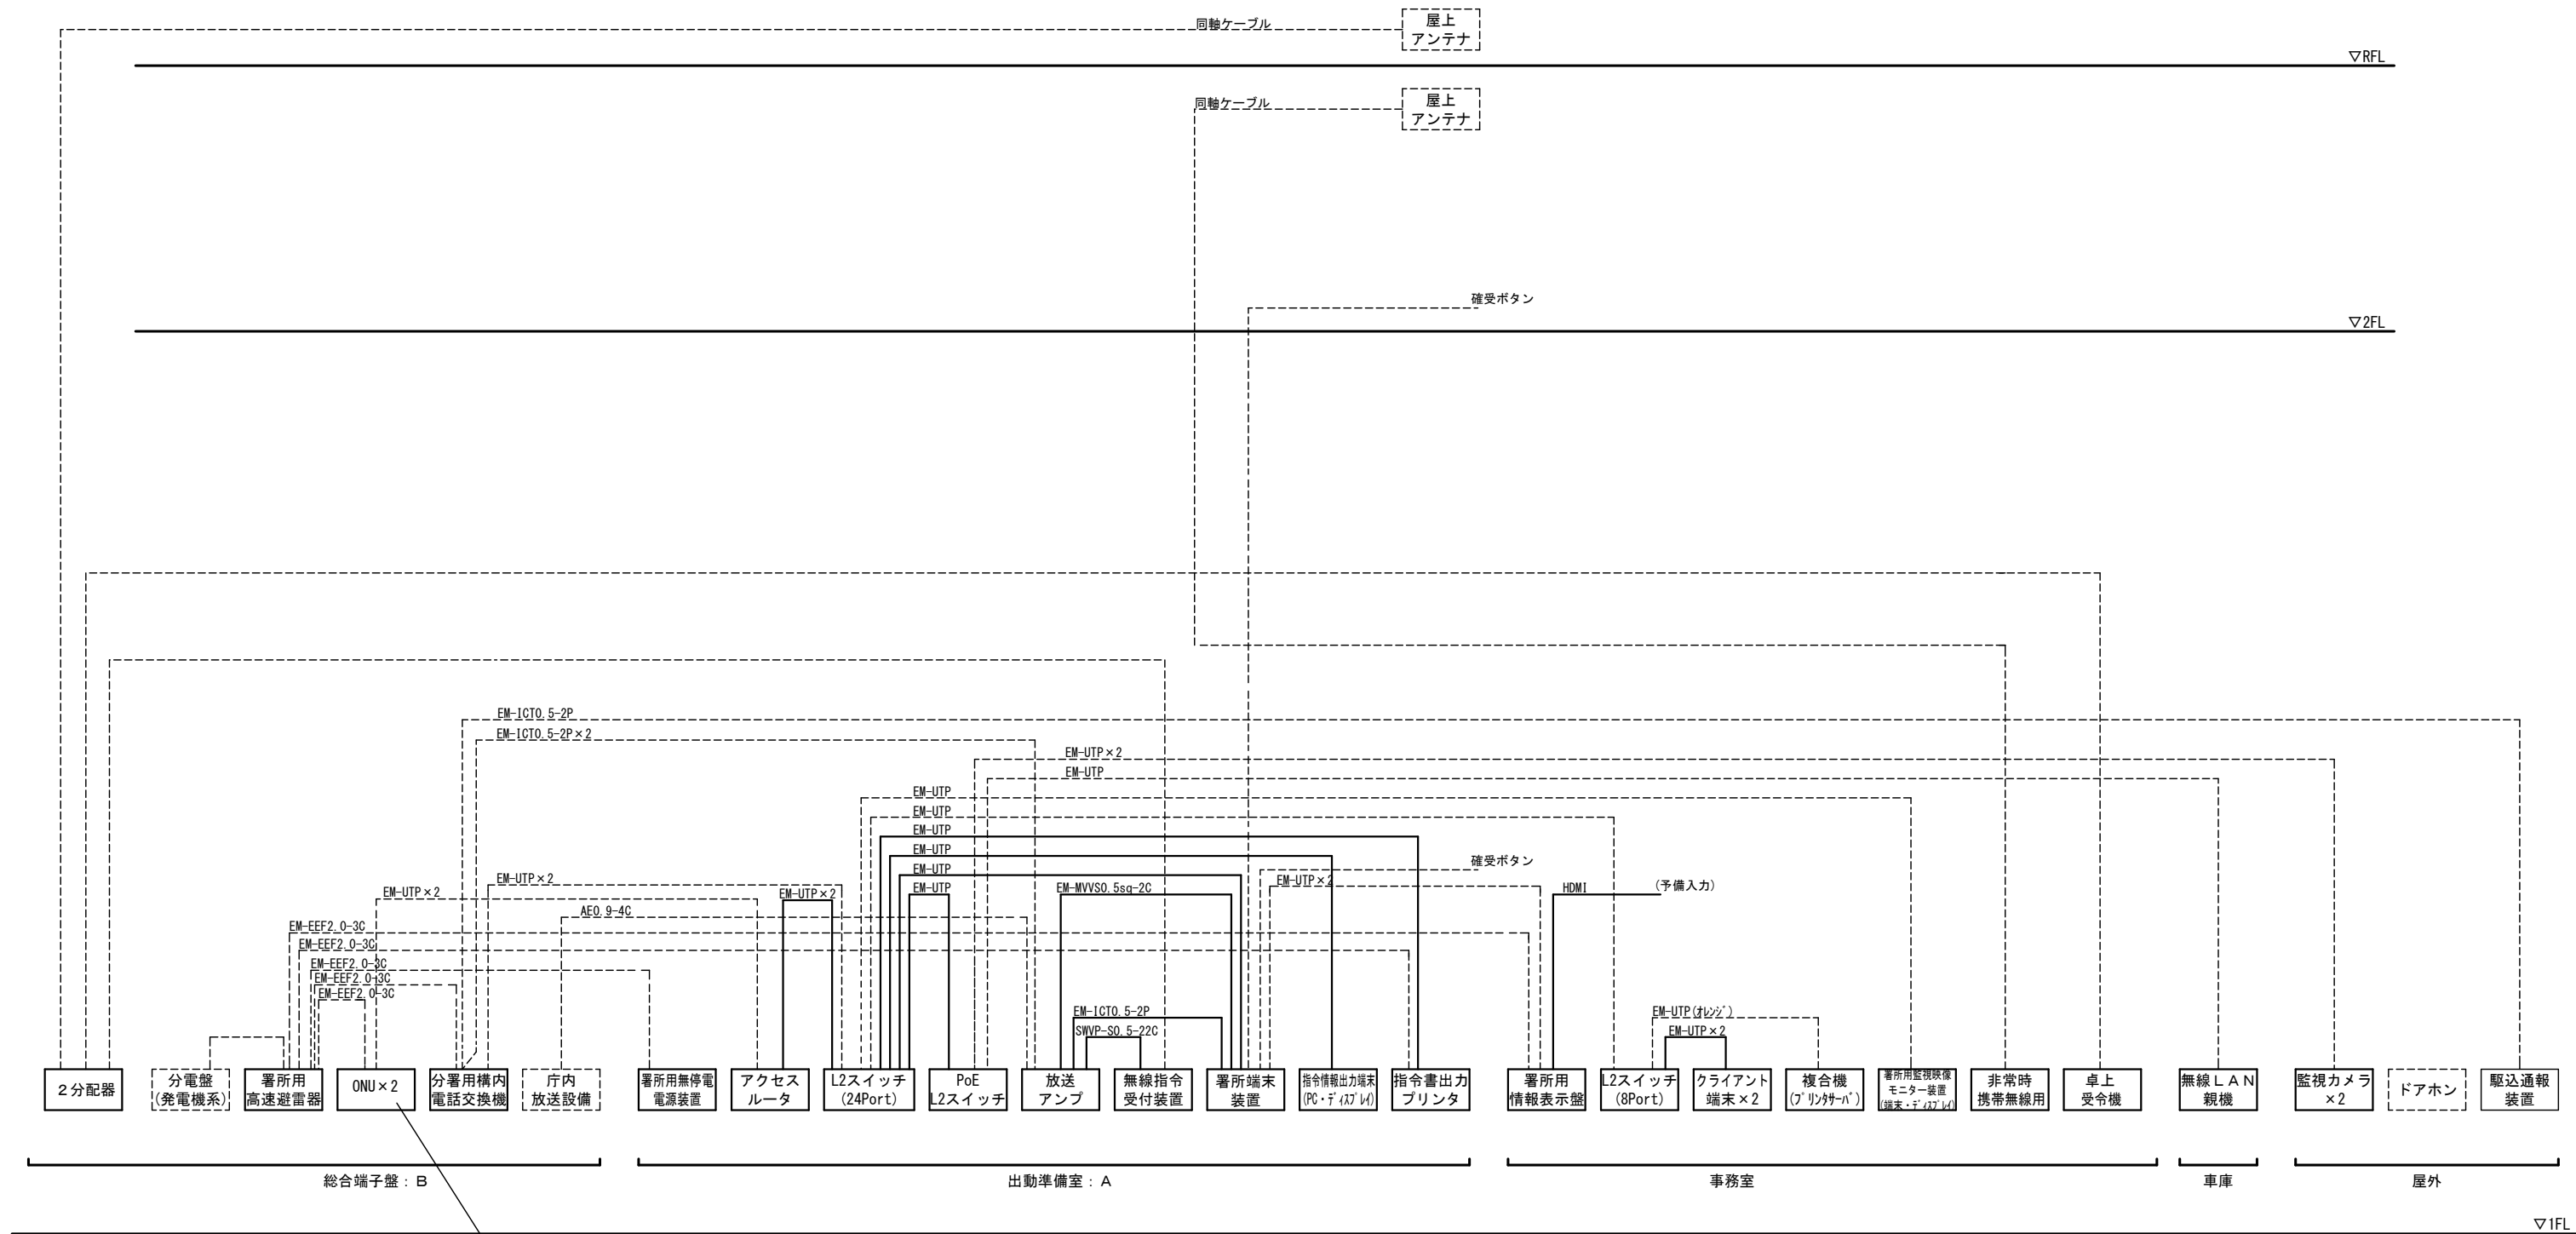 同軸ケーブル
屋上
アンテナ
▽RFL
同軸ケーブル
屋上
アンテナ
確受ボタン
▽2FL
EM-ICT0.5-2P
EM-ICT0.5-2P×2
EM-UTP×2
EM-UTP
EM-UTP
EM-UTP
EM-UTP
EM-UTP
確受ボタン
EM-UTP
EM-UTP×2
EM-UTP×2
EM-UTP×2
EM-UTP
EM-MVVS0.5sq-2C
EM-UTP×2
HDMI
(予備入力)
AE0.9-4C
EM-EEF2.0-3C
EM-EEF2.0-3C
EM-EEF2.0-3C
EM-EEF2.0-3C
EM-EEF2.0-3C
EM-ICT0.5-2P
SWVP-S0.5-22C
EM-UTP(ｵﾚﾝｼﾞ)
EM-UTP×2
２分配器
分電盤
(発電機系)
署所用
高速避雷器
ONU×2
分署用構内
電話交換機
庁内
放送設備
署所用無停電
電源装置
アクセス
ルータ
L2スイッチ
(24Port)
PoE
L2スイッチ
放送
アンプ
無線指令
受付装置
署所端末
装置
指令情報出力端末
(PC・ﾃﾞｨｽﾌﾟﾚｲ)
指令書出力
プリンタ
署所用
情報表示盤
L2スイッチ
(8Port)
クライアント
端末×2
複合機
(ﾌﾟﾘﾝﾀｻｰﾊﾞ)
署所用監視映像
モニター装置
(端末・ﾃﾞｨｽﾌﾟﾚｲ)
非常時
携帯無線用
卓上
受令機
無線ＬＡＮ
親機
監視カメラ
×2
ドアホン
駆込通報
装置
総合端子盤：Ｂ
出動準備室：Ａ
事務室
車庫
屋外
▽1FL